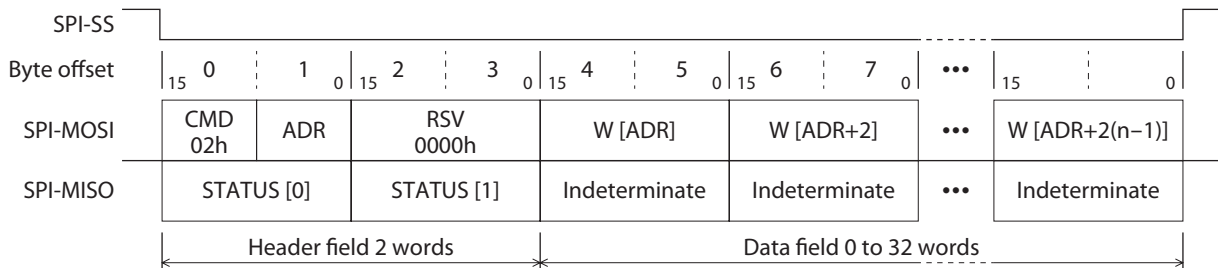 SPI-SS
Byte offset 15 0 1 0 15 2 3 0 15 4 5 0 15 6 7 0 ••• 15 0
SPI-MOSI CMD 02h ADR RSV 0000h W [ADR] W [ADR+2] ••• W [ADR+2(n−1)]
SPI-MISO STATUS [0] STATUS [1] Indeterminate Indeterminate ••• Indeterminate
Header field 2 words Data field 0 to 32 words